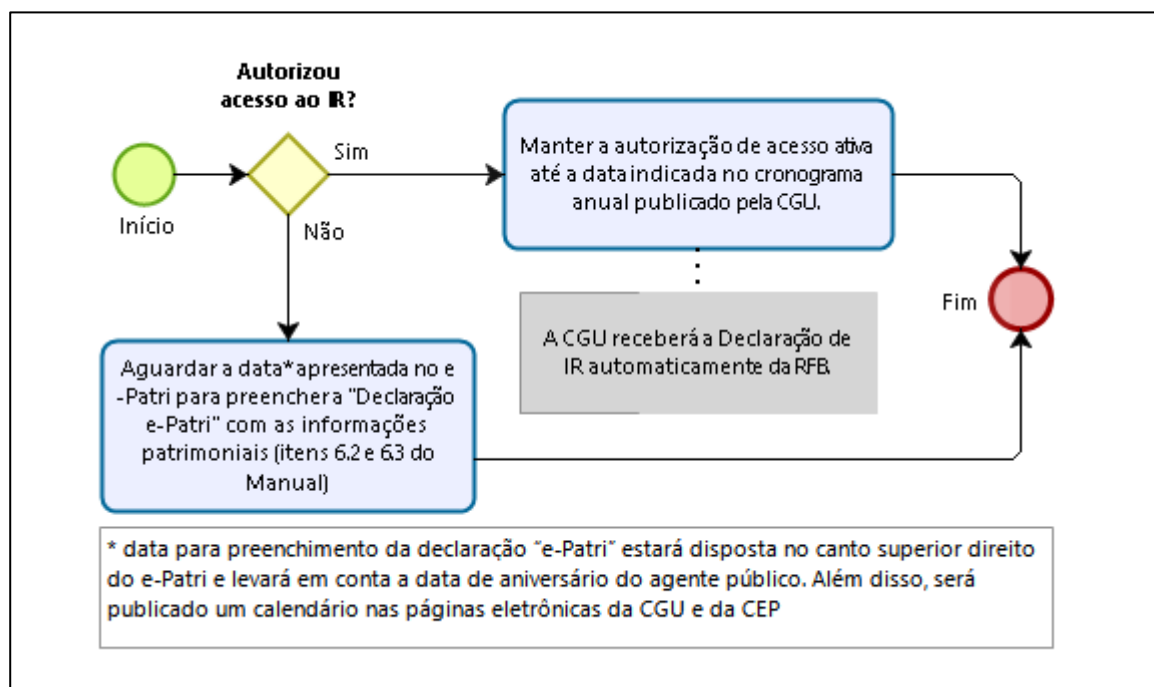 Autorizou
acesso ao IR?
Sim
Manter a autorização de acesso ativa
até a data indicada no cronograma
anual publicado pela CGU.
Início
Não
A CGU receberá a Declaração de
IR automaticamente da RFB.
Fim
Aguardar a data* apresentada no e
-Patri para preencher a "Declaração
e-Patri" com as informações
patrimoniais (itens 6.2 e 6.3 do
Manual)
* data para preenchimento da declaração “e-Patri” estará disposta no canto superior direito
do e-Patri e levará em conta a data de aniversário do agente público. Além disso, será
publicado um calendário nas páginas eletrônicas da CGU e da CEP